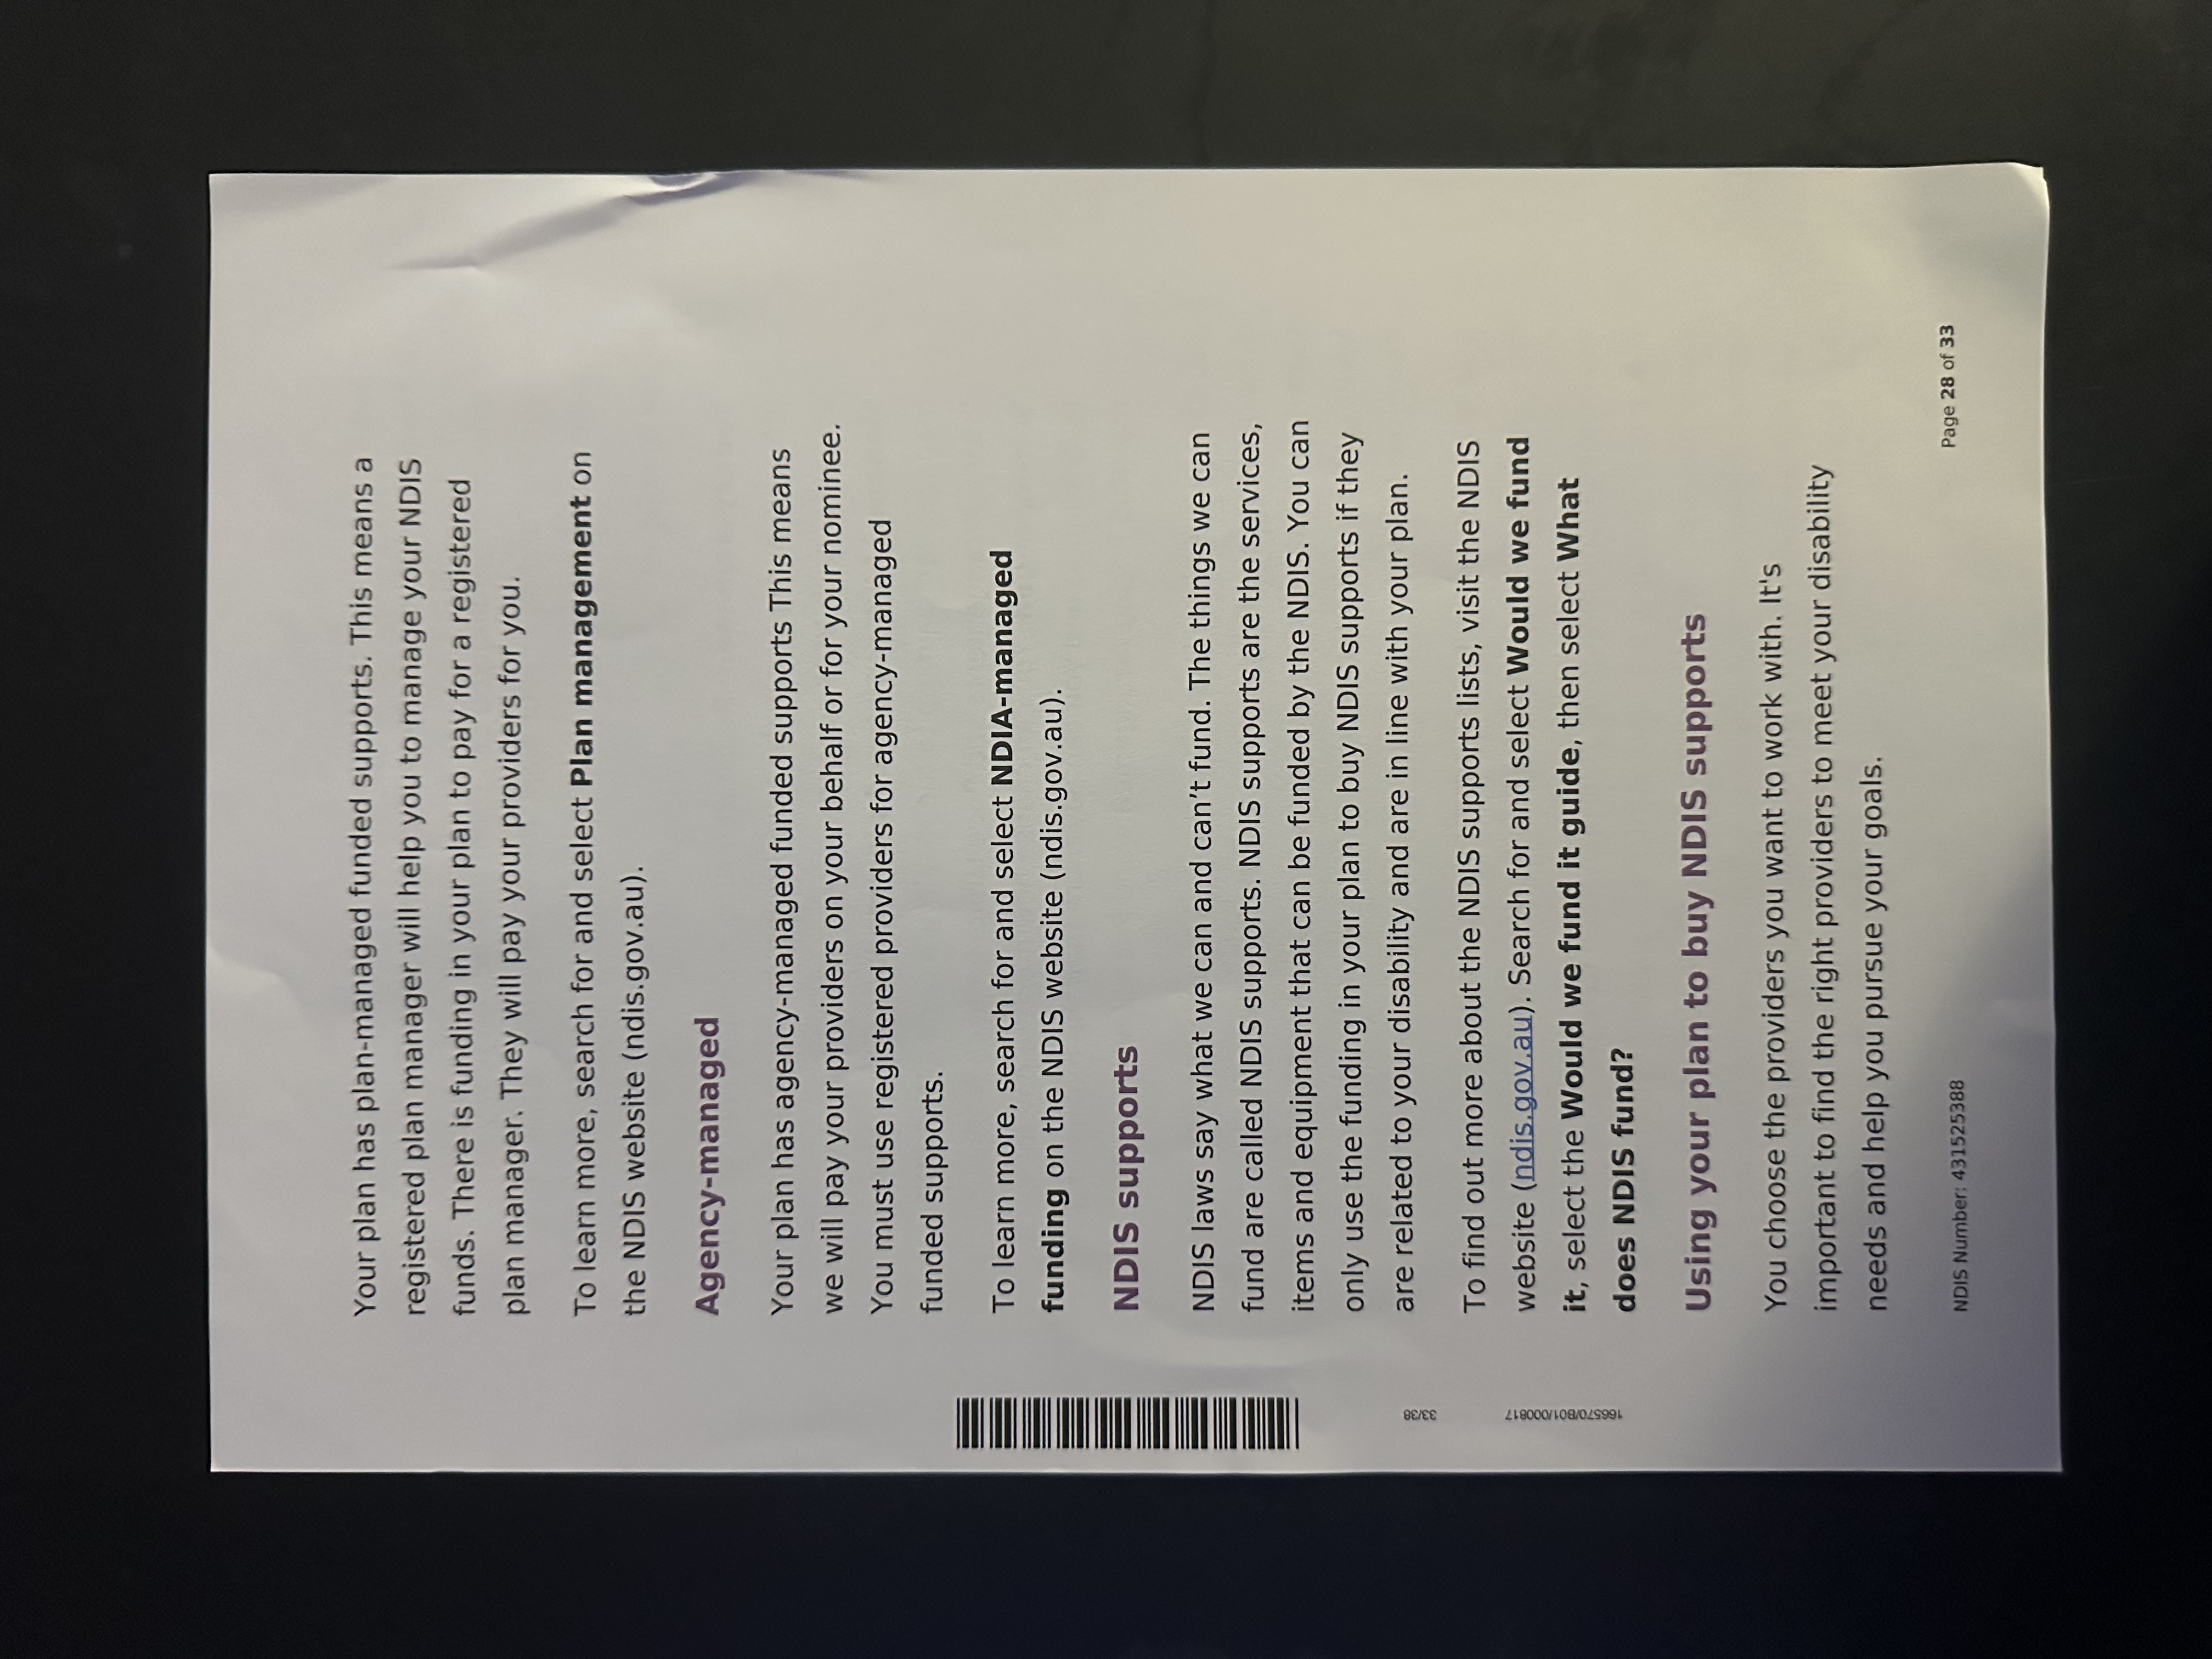 Your plan has plan-managed funded supports. This means a
registered plan manager will help you to manage your NDIS
funds. There is funding in your plan to pay for a registered
plan manager. They will pay your providers for you.
To learn more, search for and select Plan management on
the NDIS website (ndis.gov.au).
Agency-managed
Your plan has agency-managed funded supports This means
we will pay your providers on your behalf or for your nominee.
You must use registered providers for agency-managed
funded supports.
To learn more, search for and select NDIA-managed
funding on the NDIS website (ndis.gov.au).
NDIS supports
NDIS laws say what we can and can’t fund. The things we can
fund are called NDIS supports. NDIS supports are the services,
items and equipment that can be funded by the NDIS. You can
only use the funding in your plan to buy NDIS supports if they
are related to your disability and are in line with your plan.
To find out more about the NDIS supports lists, visit the NDIS
website (ndis.gov.au). Search for and select Would we fund
it, select the Would we fund it guide, then select What
does NDIS fund?
Using your plan to buy NDIS supports
You choose the providers you want to work with. It's
important to find the right providers to meet your disability
needs and help you pursue your goals.
NDIS Number: 431525388
Page 28 of 33
166570/B01/000817 33/38